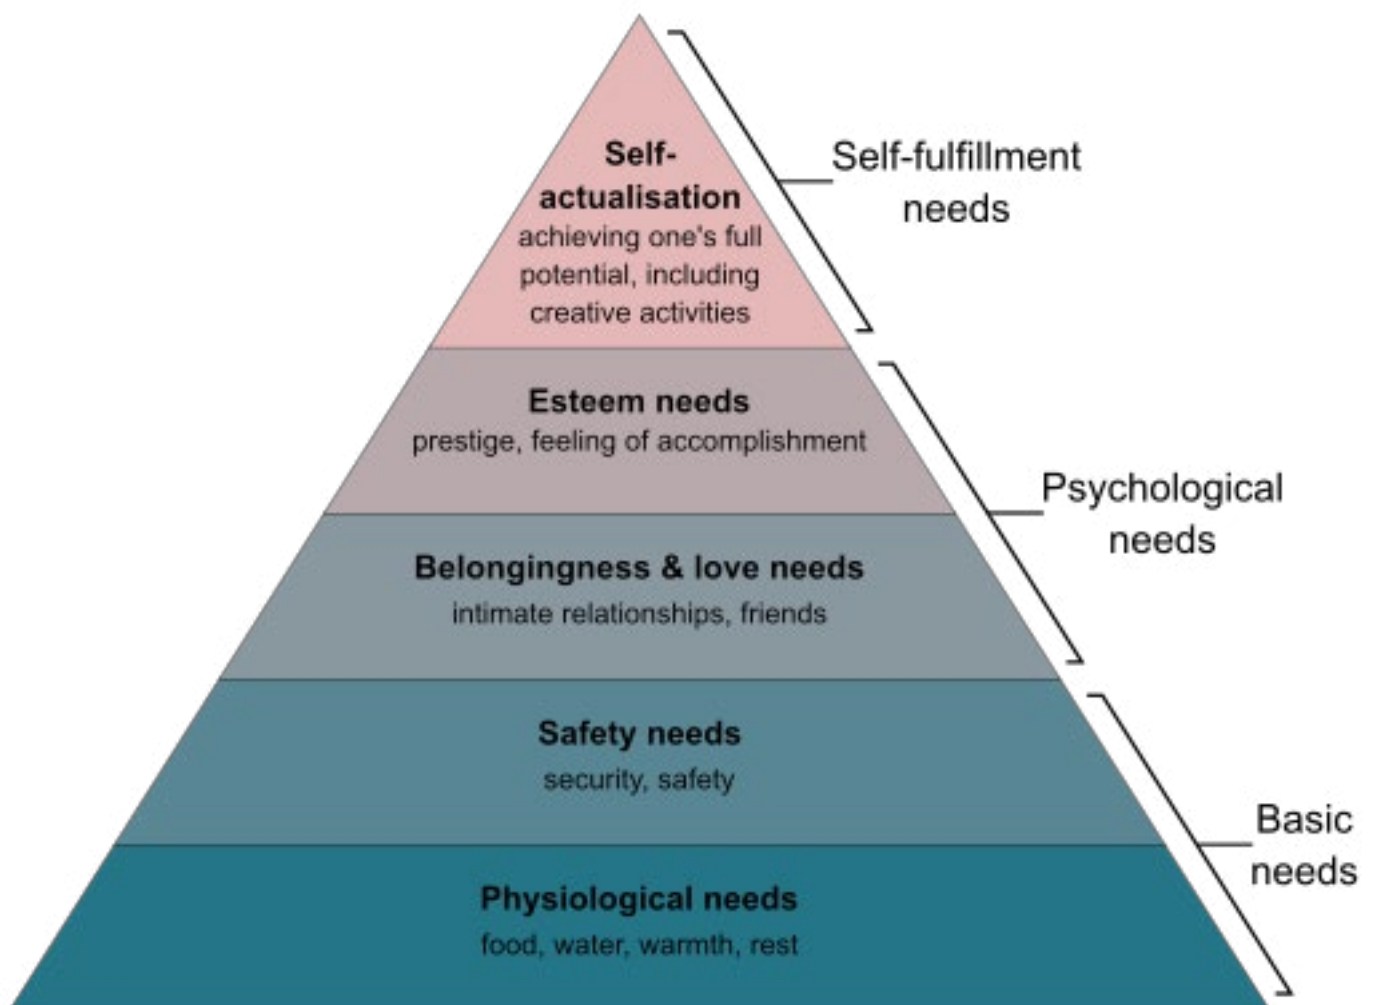 Self-
actualisation
achieving one's full
potential, including
creative activities
Self-fulfillment
needs
Esteem needs
prestige, feeling of accomplishment
Psychological
needs
Belongingness & love needs
intimate relationships, friends
Safety needs
security, safety
Basic
needs
Physiological needs
food, water, warmth, rest